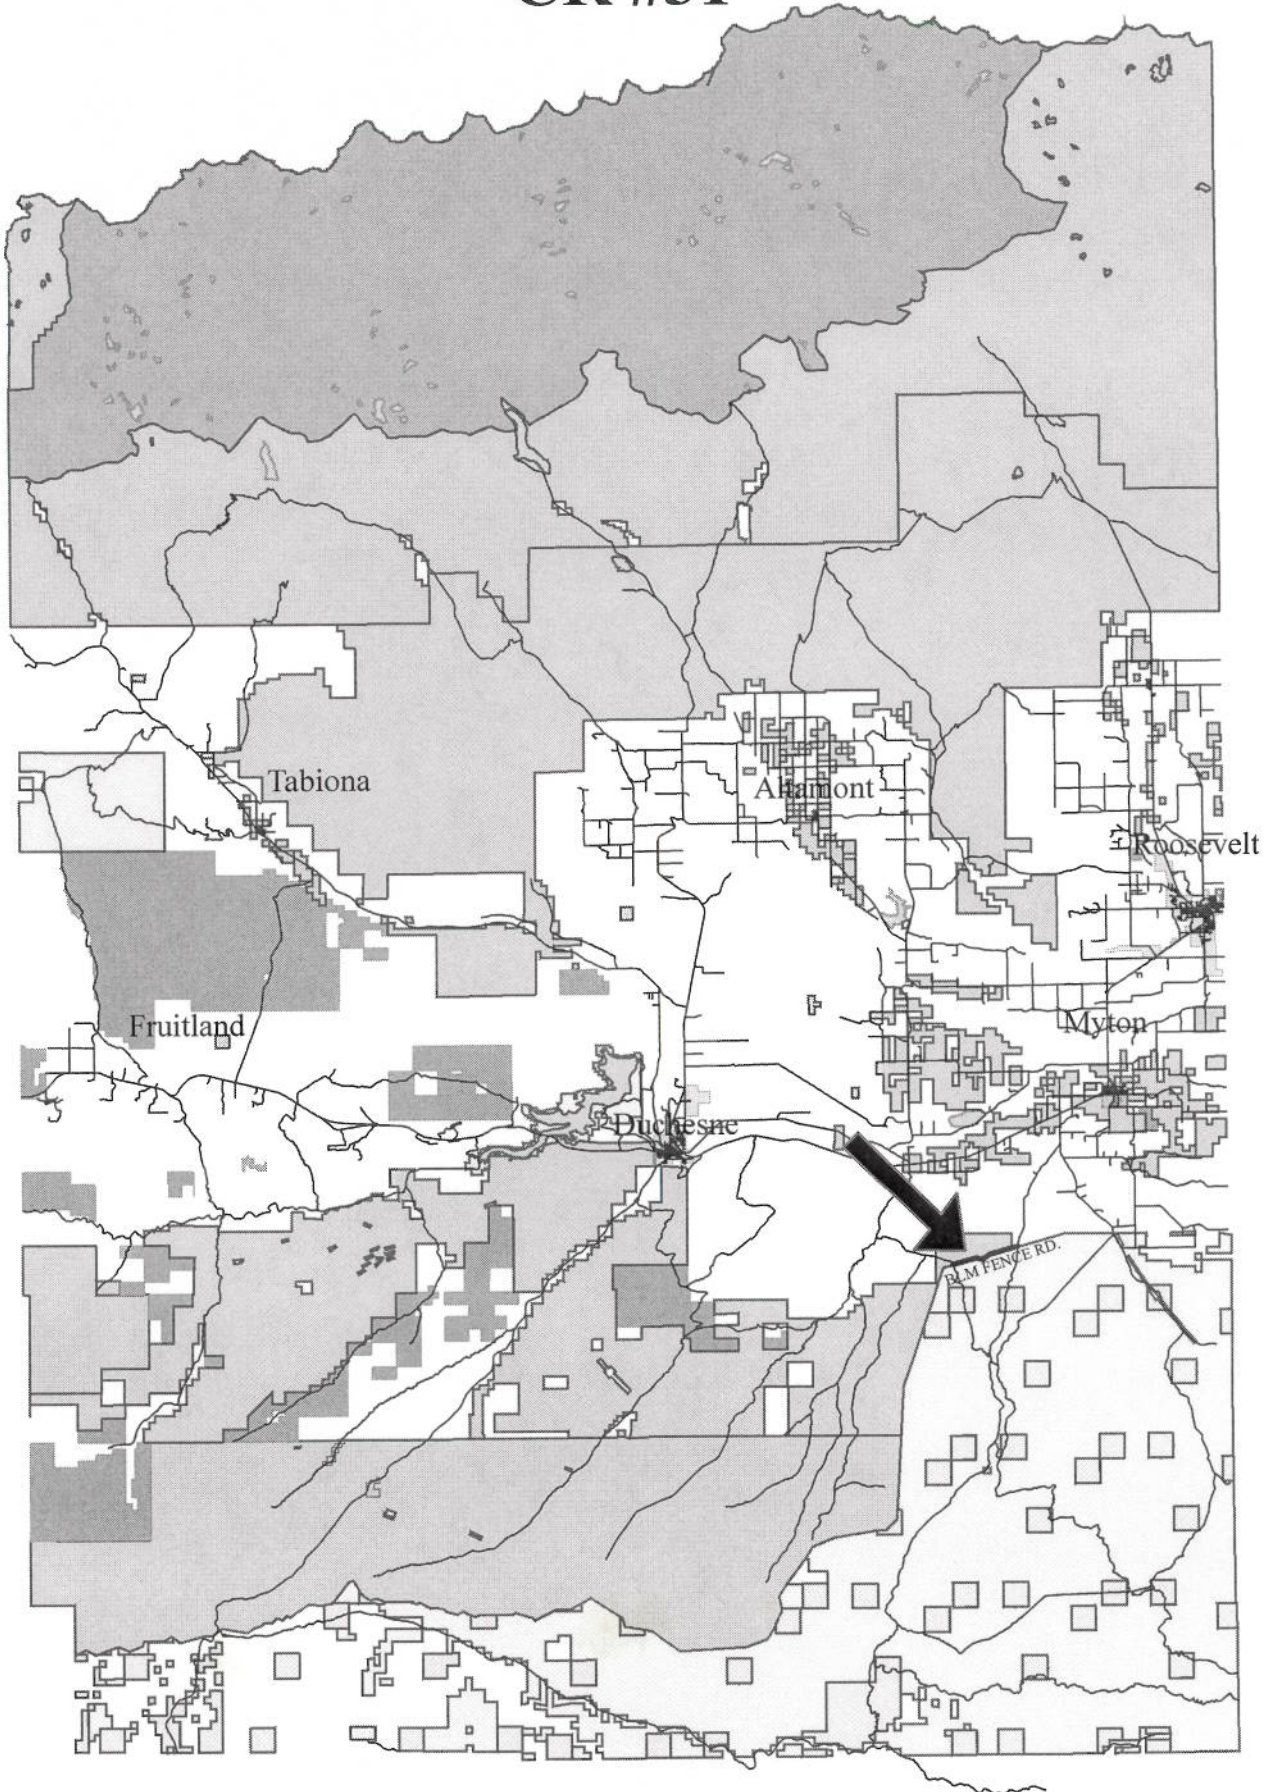 Tabiona
Altamont
Roosevelt
Fruitland
Myton
Duchesne
BLM FENCE RD.